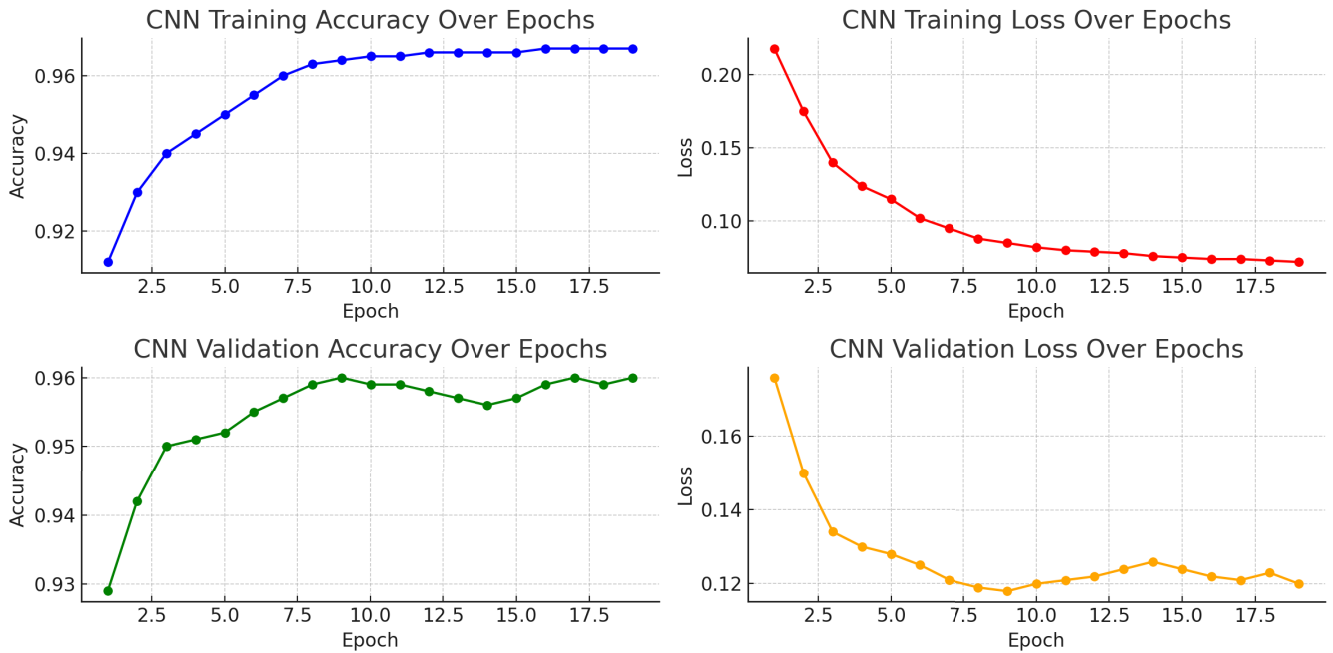 CNN Training Accuracy Over Epochs
Accuracy
0.96
0.94
0.92
2.5 5.0 7.5 10.0 12.5 15.0 17.5
Epoch
CNN Training Loss Over Epochs
Loss
0.20
0.15
0.10
2.5 5.0 7.5 10.0 12.5 15.0 17.5
Epoch
CNN Validation Accuracy Over Epochs
Accuracy
0.96
0.95
0.94
0.93
2.5 5.0 7.5 10.0 12.5 15.0 17.5
Epoch
CNN Validation Loss Over Epochs
Loss
0.16
0.14
0.12
2.5 5.0 7.5 10.0 12.5 15.0 17.5
Epoch